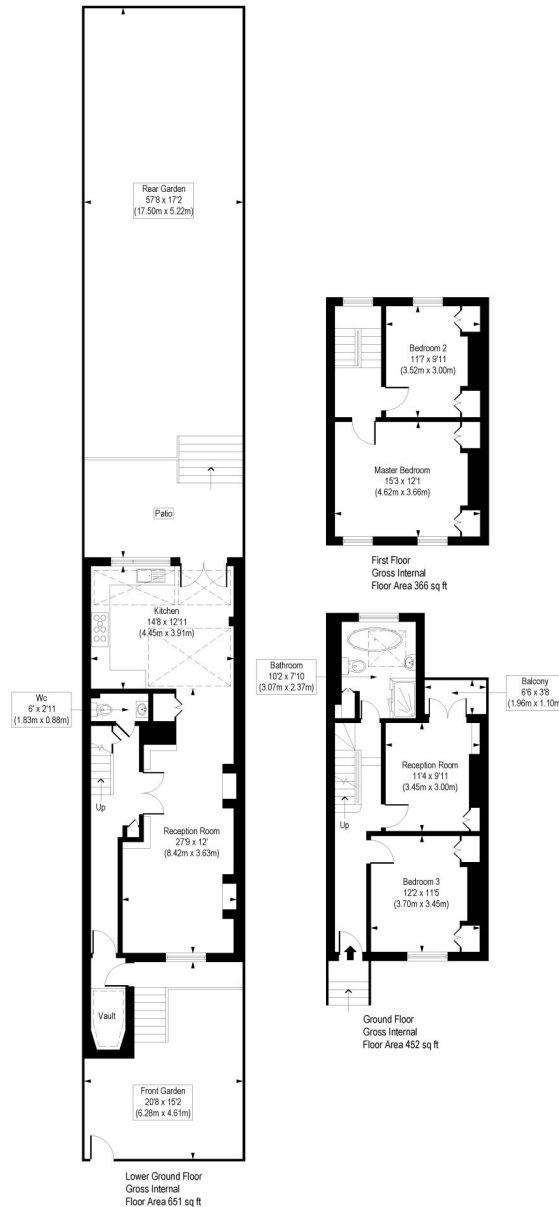 Rear Garden
57'8 x 17'2
(17.50m x 5.22m)
Patio
Kitchen
14'8 x 12'11
(4.45m x 3.91m)
Wc
6' x 2'11
(1.83m x 0.88m)
Up
Reception Room
27'9 x 12'
(8.42m x 3.63m)
Vault
Front Garden
20'8 x 15'2
(6.28m x 4.61m)
Lower Ground Floor
Gross Internal
Floor Area 651 sq ft
Bedroom 2
11'7 x 9'11
(3.52m x 3.00m)
Master Bedroom
15'3 x 12'1
(4.62m x 3.66m)
First Floor
Gross Internal
Floor Area 366 sq ft
Bathroom
10'2 x 7'10
(3.07m x 2.37m)
Balcony
6'6 x 3'8
(1.96m x 1.10m)
Reception Room
11'4 x 9'11
(3.45m x 3.00m)
Up
Bedroom 3
12'2 x 11'5
(3.70m x 3.45m)
Ground Floor
Gross Internal
Floor Area 452 sq ft